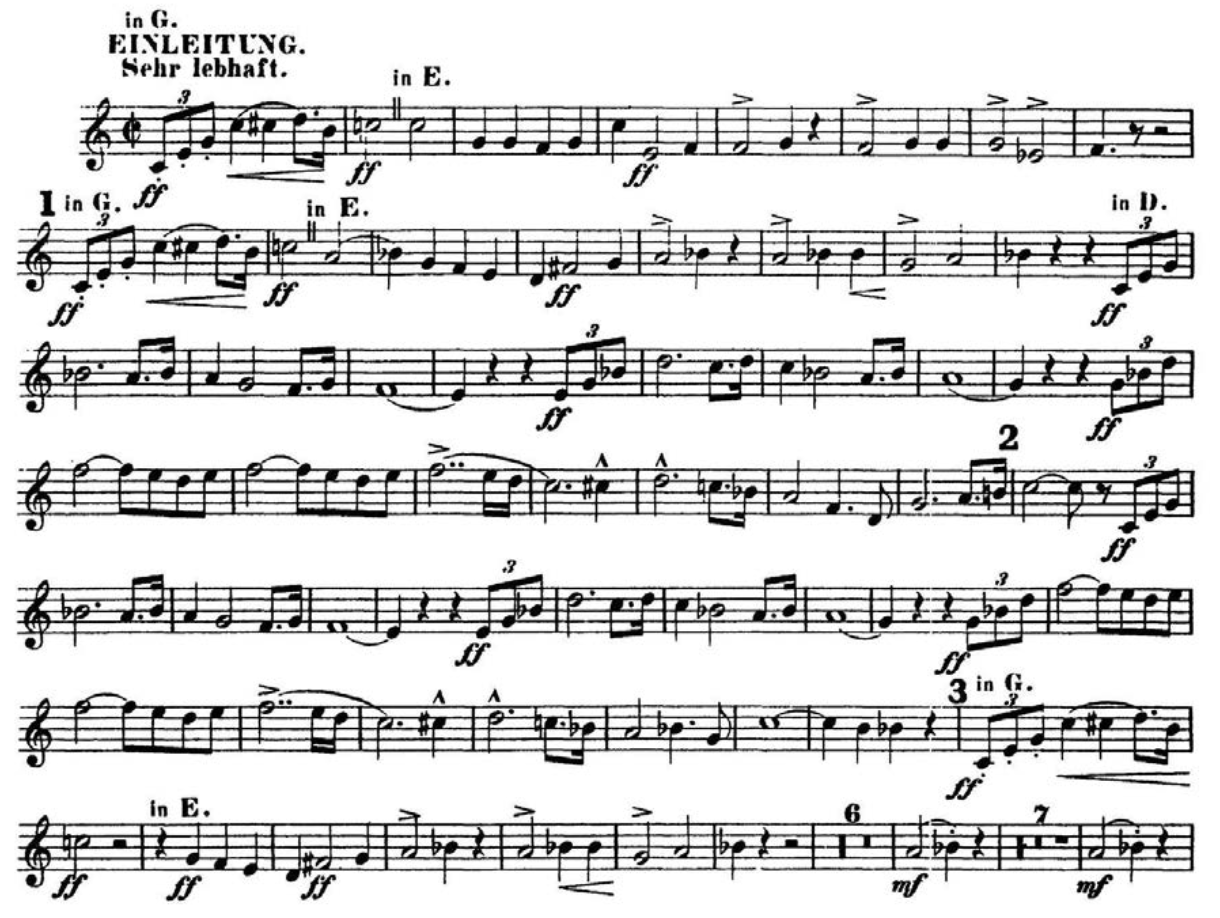 in G.
EINLEITUNG.
Sehr lebhaft.
in E.
3
ff
ff
ff
1 in G.
in E.
in D.
3
3
ff
ff
ff
ff
3
3
ff
ff
2
3
ff
3
3
ff
ff
3 in G.
3
ff
in E.
6
7
ff
ff
ff
mf
mf